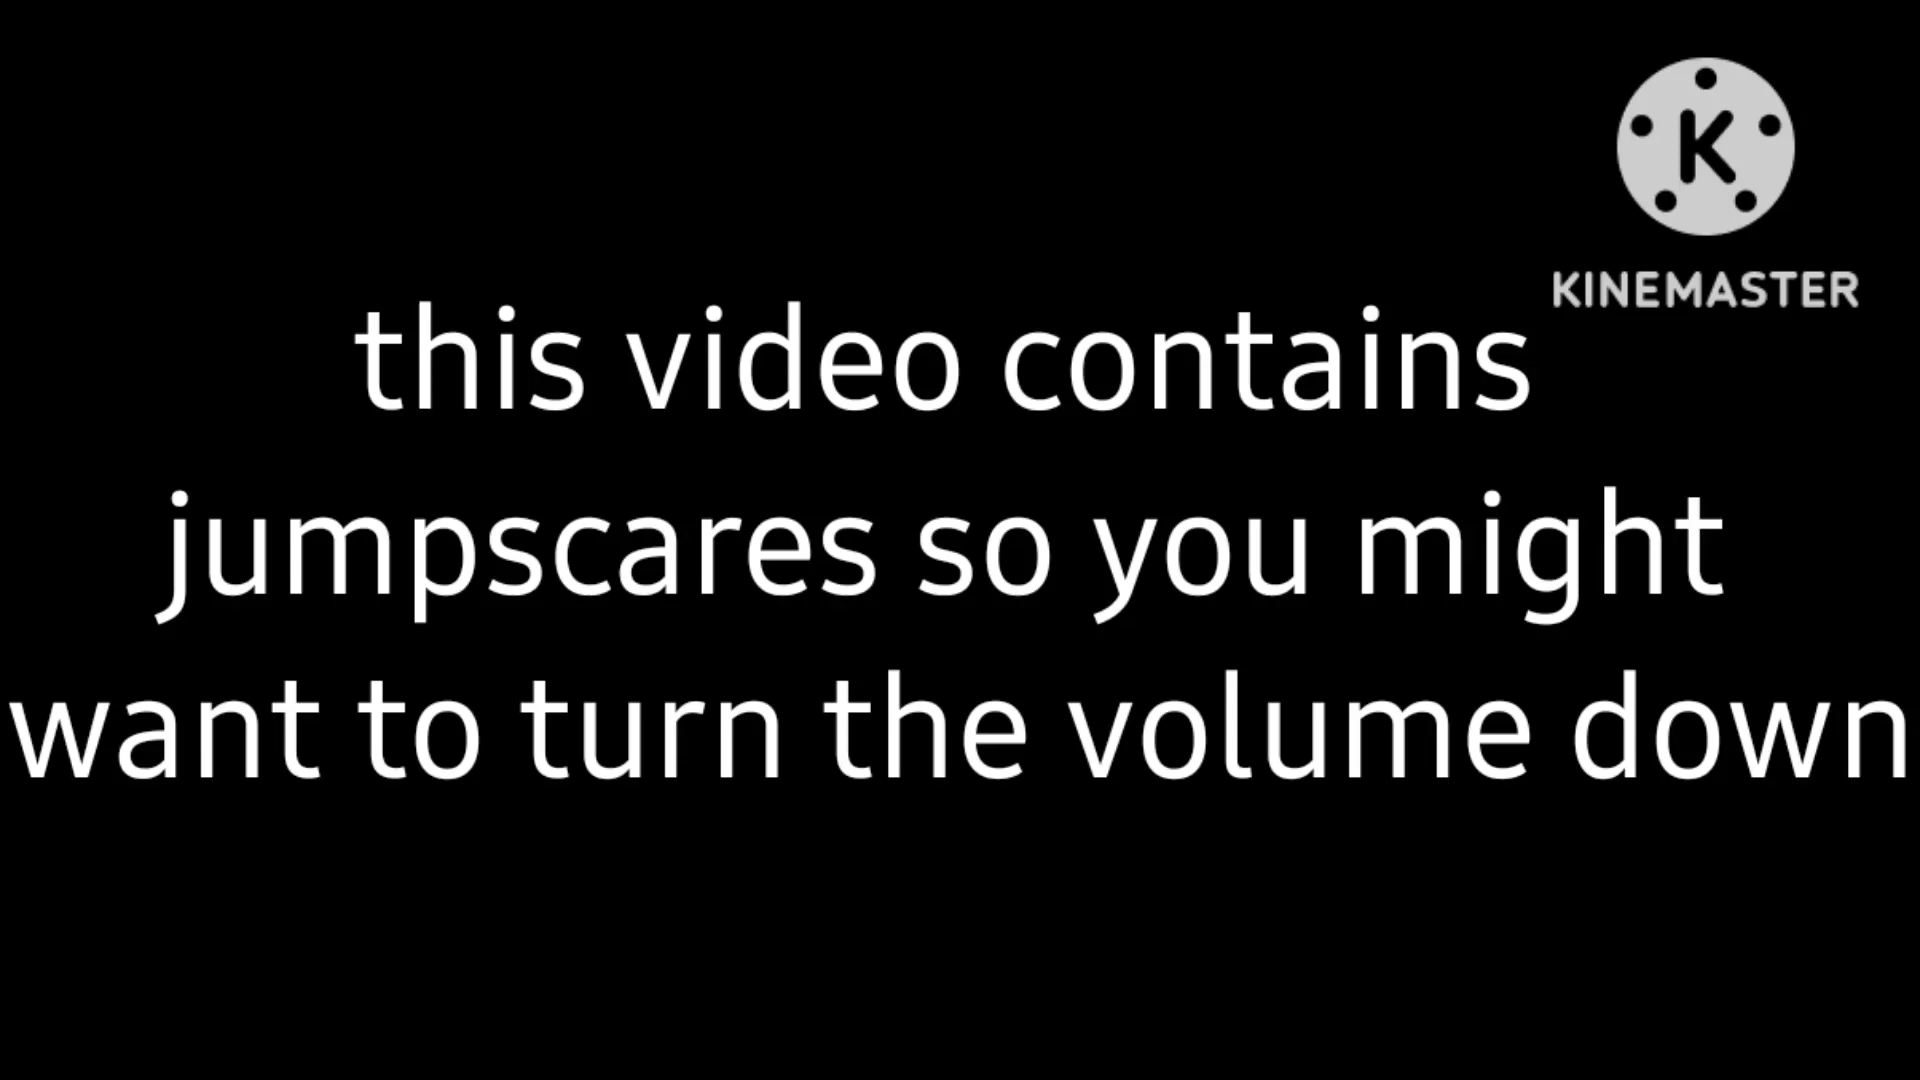 K
KINEMASTER
this video contains
jumpscares so you might
want to turn the volume down